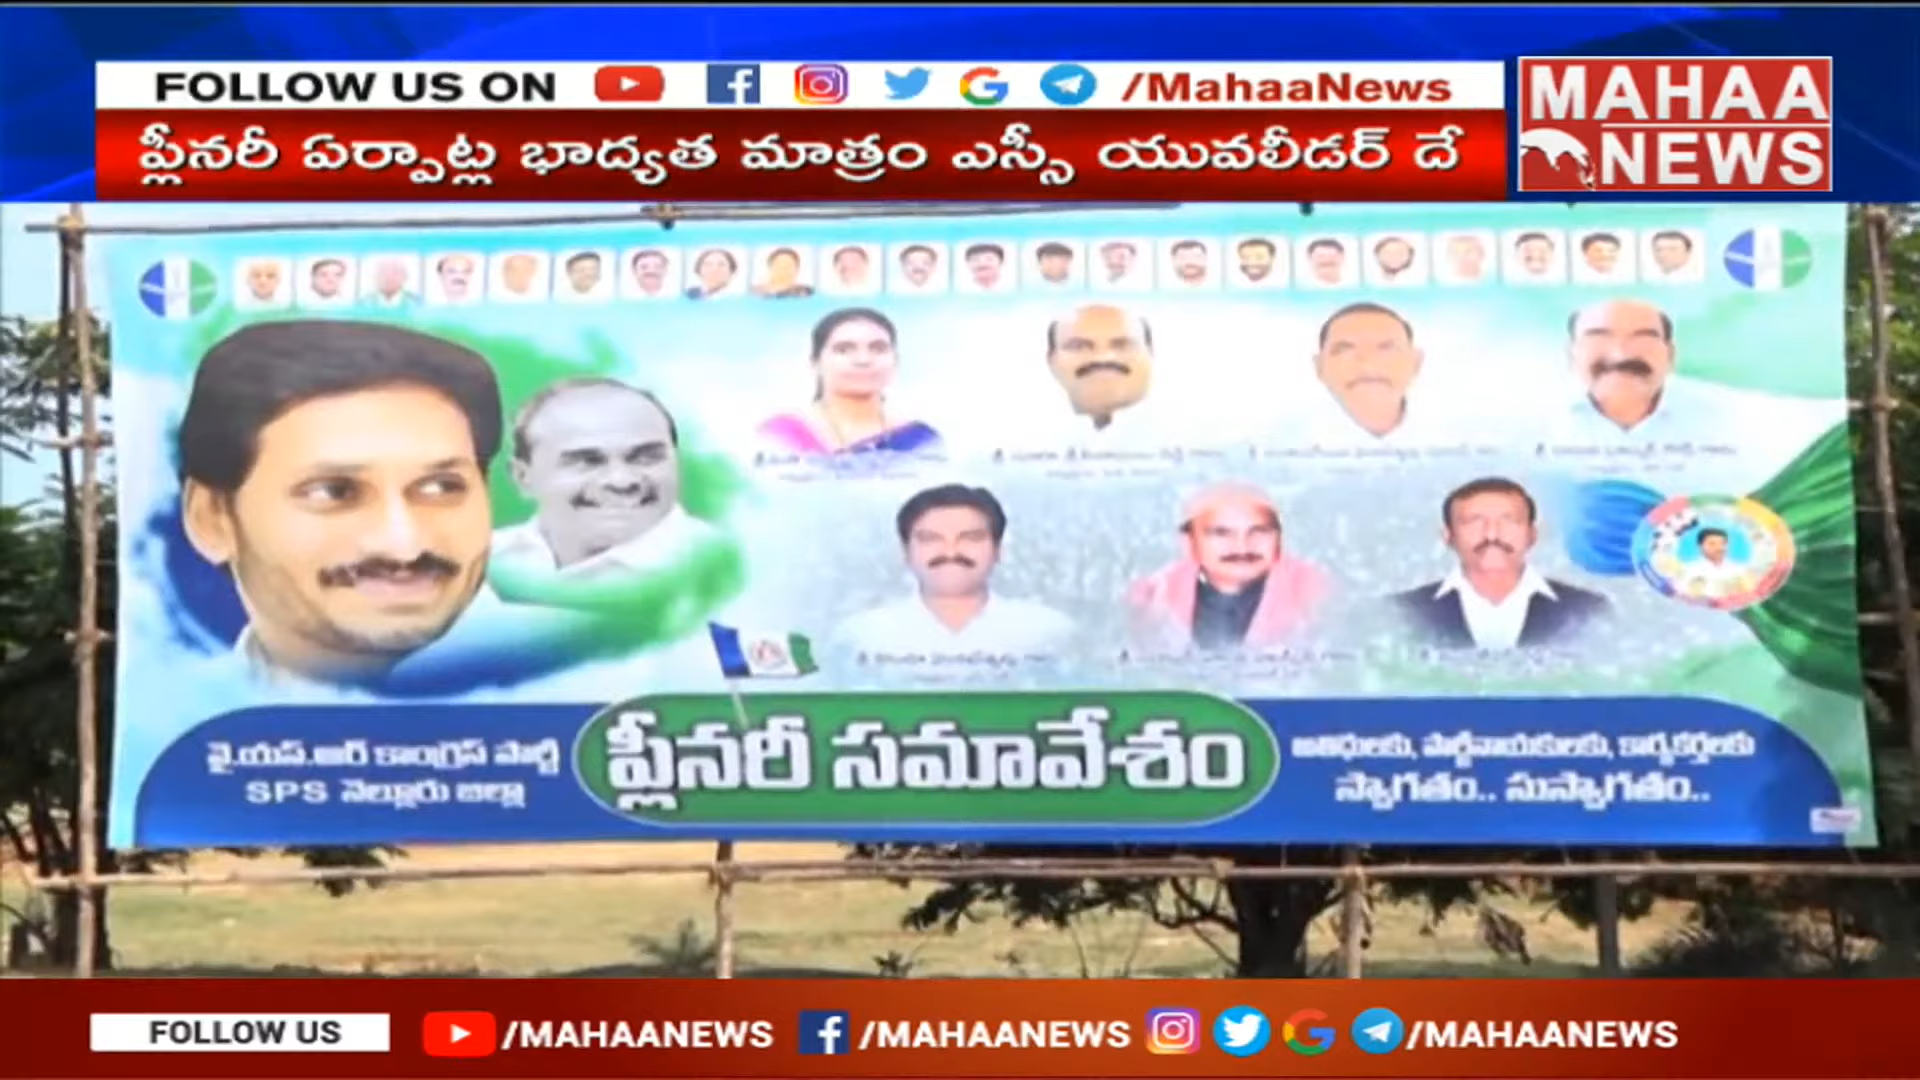 FOLLOW US ON /MahaaNews
MAHAA
NEWS
ప్లీనరీ ఏర్పాట్ల భాద్యత మాత్రం ఎస్సీ యువలీడర్ దే
వై.యస్.ఆర్ కాంగ్రెస్ పార్టీ
SPS నెల్లూరు జిల్లా
ప్లీనరీ సమావేశం
అతిథులకు, పార్టీనాయకులకు, కార్యకర్తలకు
స్వాగతం.. సుస్వాగతం..
FOLLOW US /MAHAANEWS /MAHAANEWS /MAHAANEWS